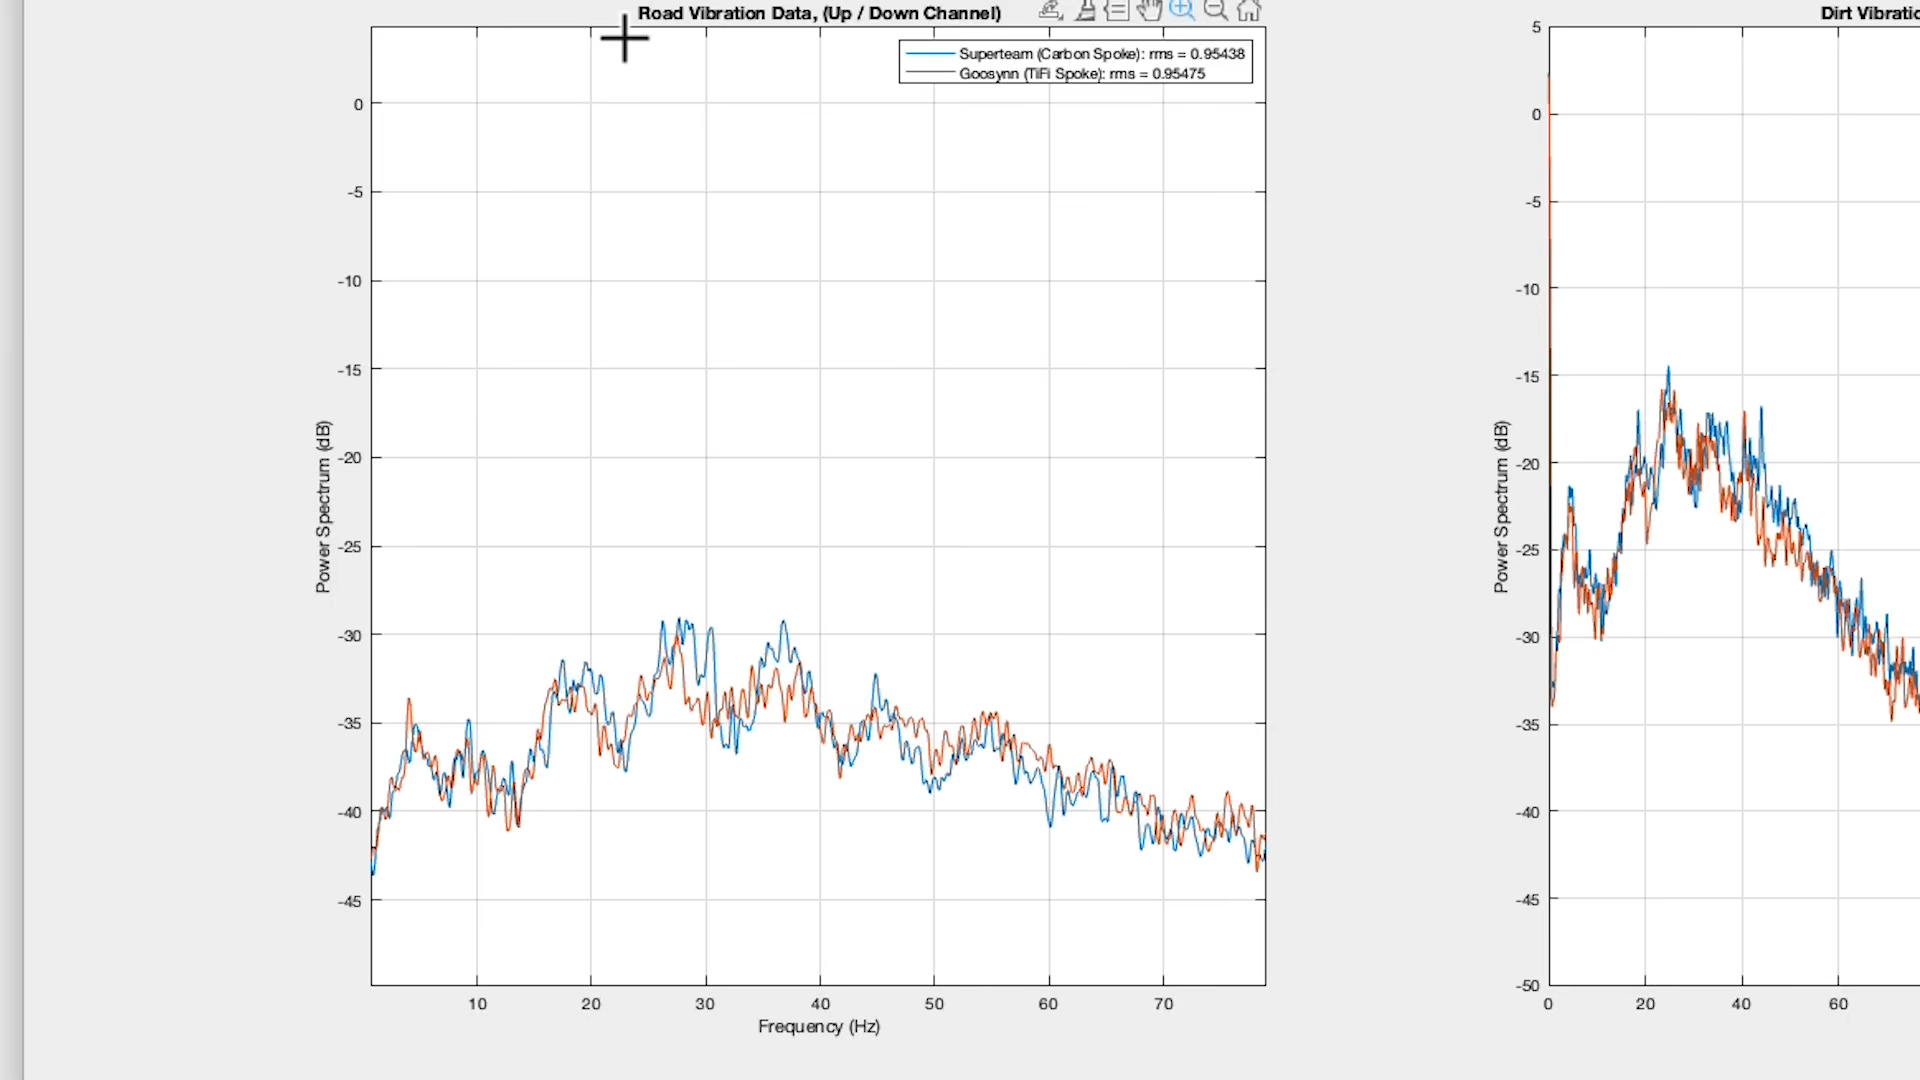 Road Vibration Data, (Up / Down Channel)
Superteam (Carbon Spoke): rms = 0.95438
Goosynn (TiFi Spoke): rms = 0.95475
0
-5
-10
-15
-20
-25
-30
-35
-40
-45
Power Spectrum (dB)
10 20 30 40 50 60 70
Frequency (Hz)
Dirt Vibratio
5
0
-5
-10
-15
-20
-25
-30
-35
-40
-45
-50
Power Spectrum (dB)
0 20 40 60